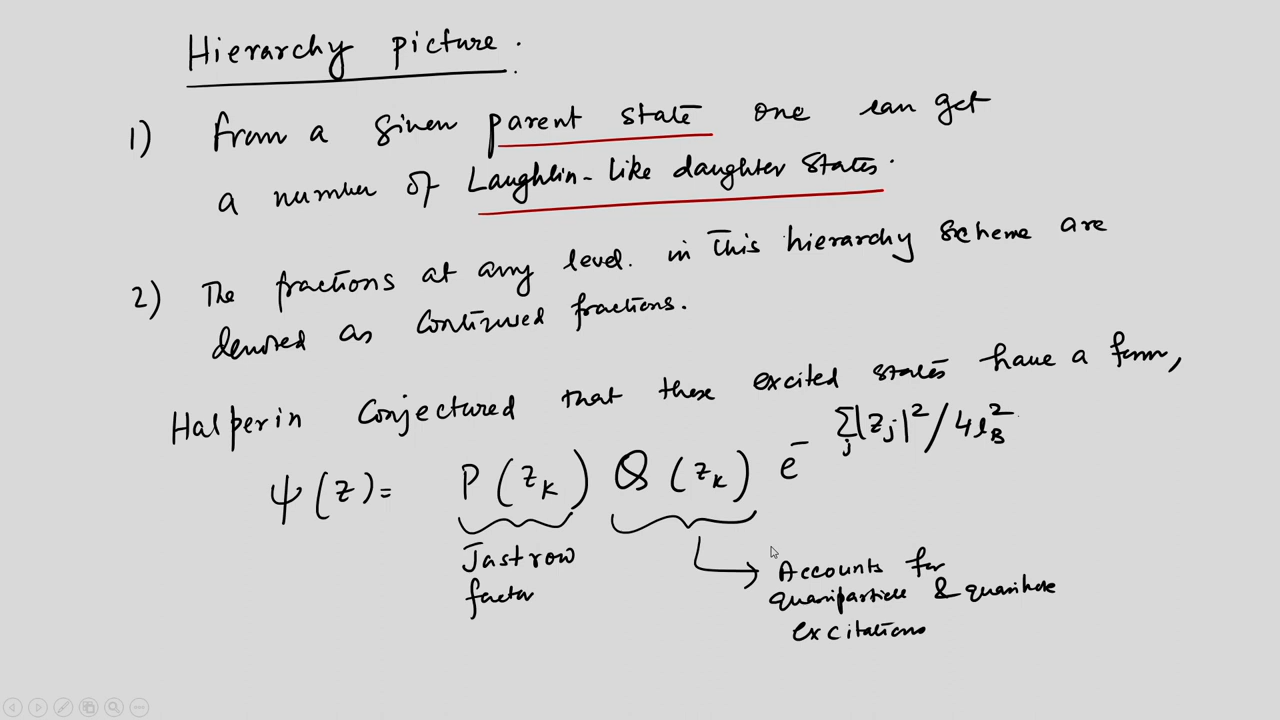 Hierarchy picture.
1) from a given parent state one can get
a number of Laughlin-like daughter states.
2) The fractions at any level. in this hierarchy scheme are
denoted as continued fractions.
Halperin conjectured that these excited states have a form,
ψ(z) = P(z_k) Q(z_k) e^{- Σ_j |z_j|^2 / 4 l_B^2}
Jastrow
factor
Accounts for
quasiparticle & quasihole
excitations